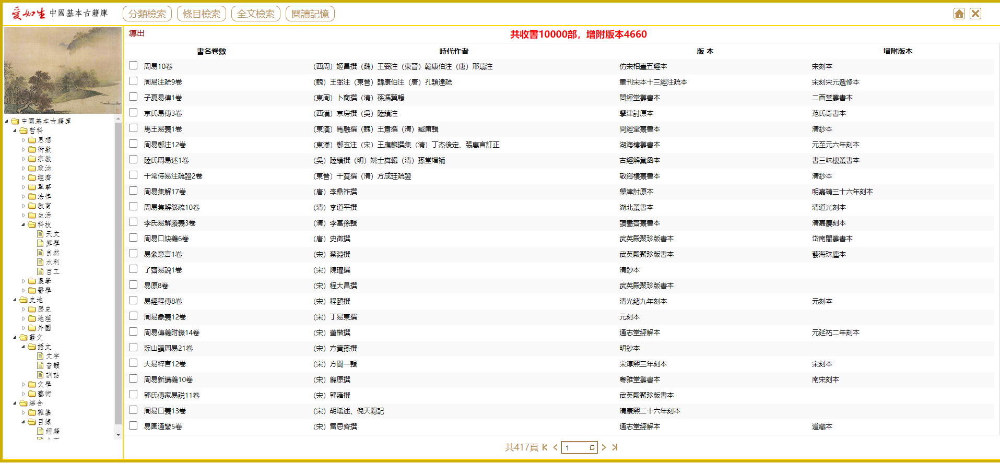 愛如生 中國基本古籍庫 分類檢索 條目檢索 全文檢索 閱讀記憶
導出 共收書10000部，增附版本4660
書名卷數 時代作者 版 本 增附版本
周易10卷 （西周）姬昌撰（魏）王弼注（東晉）韓康伯注（唐）邢璹注 仿宋相臺五經本 宋刻本
周易注疏9卷 （魏）王弼注（東晉）韓康伯注（唐）孔穎達疏 重刊宋本十三經注疏本 宋刻宋元遞修本
子夏易傳1卷 （東周）卜商撰（清）孫馮翼輯 問經堂叢書本 二酉堂叢書本
京氏易傳3卷 （西漢）京房撰（吳）陸績注 學津討原本 范氏奇書本
馬王易義1卷 （東漢）馬融撰（魏）王肅撰（清）臧庸輯 問經堂叢書本 清鈔本
周易鄭注12卷 （東漢）鄭玄注（宋）王應麟撰集（清）丁杰後定、張惠言訂正 湖海樓叢書本 元至元六年刻本
陸氏周易述1卷 （吳）陸績撰（明）姚士粦輯（清）孫堂增補 古經解彙函本 書三味樓叢書本
干常侍易注疏證2卷 （東晉）干寶撰（清）方成珪疏證 敬鄉樓叢書本 清鈔本
周易集解17卷 （唐）李鼎祚撰 學津討原本 明嘉靖三十六年刻本
周易集解纂疏10卷 （清）李道平撰 湖北叢書本 清道光刻本
李氏易解賸義3卷 （清）李富孫輯 讀畫齋叢書本 清嘉慶刻本
周易口訣義6卷 （唐）史徵撰 武英殿聚珍版書本 岱南閣叢書本
易象意言1卷 （宋）蔡淵撰 武英殿聚珍版書本 藝海珠塵本
了齋易説1卷 （宋）陳瓘撰 清鈔本
易原8卷 （宋）程大昌撰 武英殿聚珍版書本
易經程傳8卷 （宋）程頤撰 清光緒九年刻本 元刻本
周易象義12卷 （宋）丁易東撰 元刻本
周易傳義附錄14卷 （宋）董楷撰 通志堂經解本 元延祐二年刻本
淙山讀周易21卷 （宋）方實孫撰 明鈔本
大易粹言12卷 （宋）方聞一輯 宋淳熙三年刻本 宋刻本
周易新講義10卷 （宋）龔原撰 粵雅堂叢書本 南宋刻本
郭氏傳家易説11卷 （宋）郭雍撰 武英殿聚珍版書本
周易口義13卷 （宋）胡瑗述、倪天隱記 清康熙二十六年刻本
易圖通變5卷 （宋）雷思齊撰 通志堂經解本 道藏本
共417頁 1
中國基本古籍庫
哲科
思想
術數
宗教
政治
經濟
軍事
法律
教育
生活
科技
天文
算學
自然
水利
百工
農學
醫學
史地
歷史
地理
外國
藝文
語文
文字
音韻
訓詁
文學
藝術
綜合
雜纂
目錄
經籍